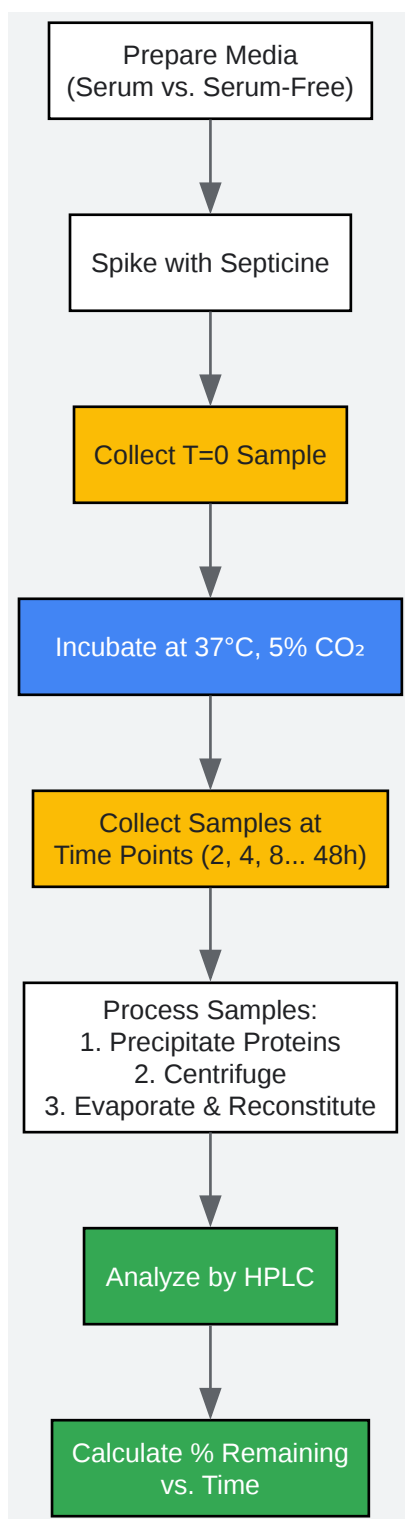 Prepare Media
(Serum vs. Serum-Free)
Spike with Septicine
Collect T=0 Sample
Incubate at 37°C, 5% CO₂
Collect Samples at
Time Points (2, 4, 8... 48h)
Process Samples:
1. Precipitate Proteins
2. Centrifuge
3. Evaporate & Reconstitute
Analyze by HPLC
Calculate % Remaining
vs. Time